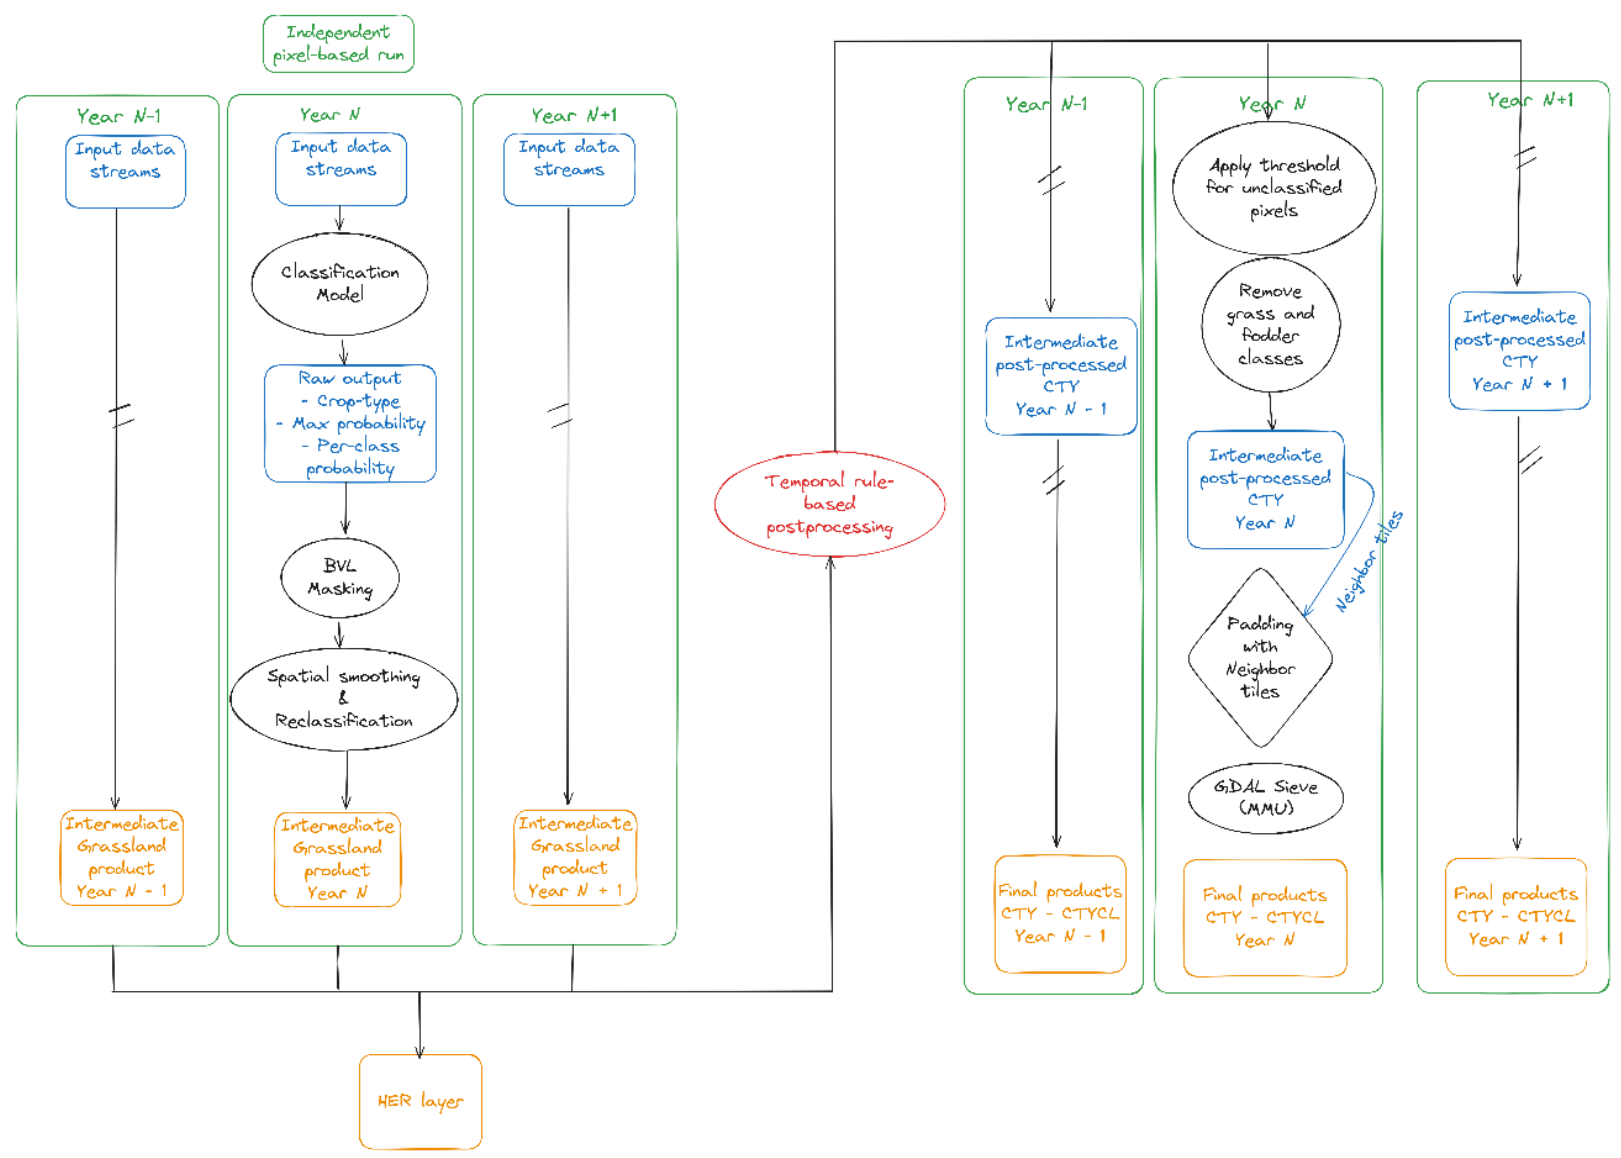 Independent
pixel-based run
Year N-1
Input data
streams
Intermediate
Grassland
product
Year N - 1
Year N
Input data
streams
Classification
Model
Raw output
- Crop-type
- Max probability
- Per-class
probability
BVL
Masking
Spatial smoothing
&
Reclassification
Intermediate
Grassland
product
Year N
Year N+1
Input data
streams
Intermediate
Grassland
product
Year N + 1
HER layer
Temporal rule-
based
postprocessing
Year N-1
Intermediate
post-processed
CTY
Year N - 1
Final products
CTY - CTYCL
Year N - 1
Year N
Apply threshold
for unclassified
pixels
Remove
grass and
fodder
classes
Intermediate
post-processed
CTY
Year N
Neighbor tiles
Padding
with
Neighbor
tiles
GDAL Sieve
(MMU)
Final products
CTY - CTYCL
Year N
Year N+1
Intermediate
post-processed
CTY
Year N + 1
Final products
CTY - CTYCL
Year N + 1